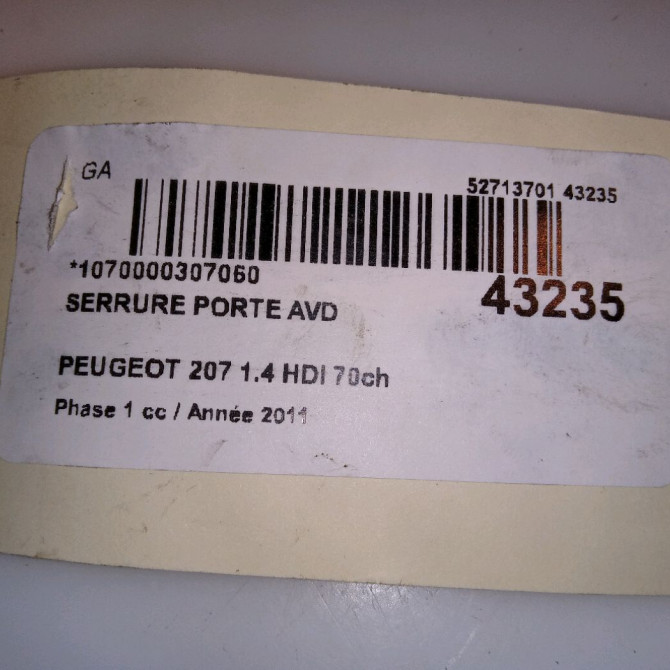 GA
52713701 43235
*1070000307060
43235
SERRURE PORTE AVD
PEUGEOT 207 1.4 HDI 70ch
Phase 1 cc / Année 2011